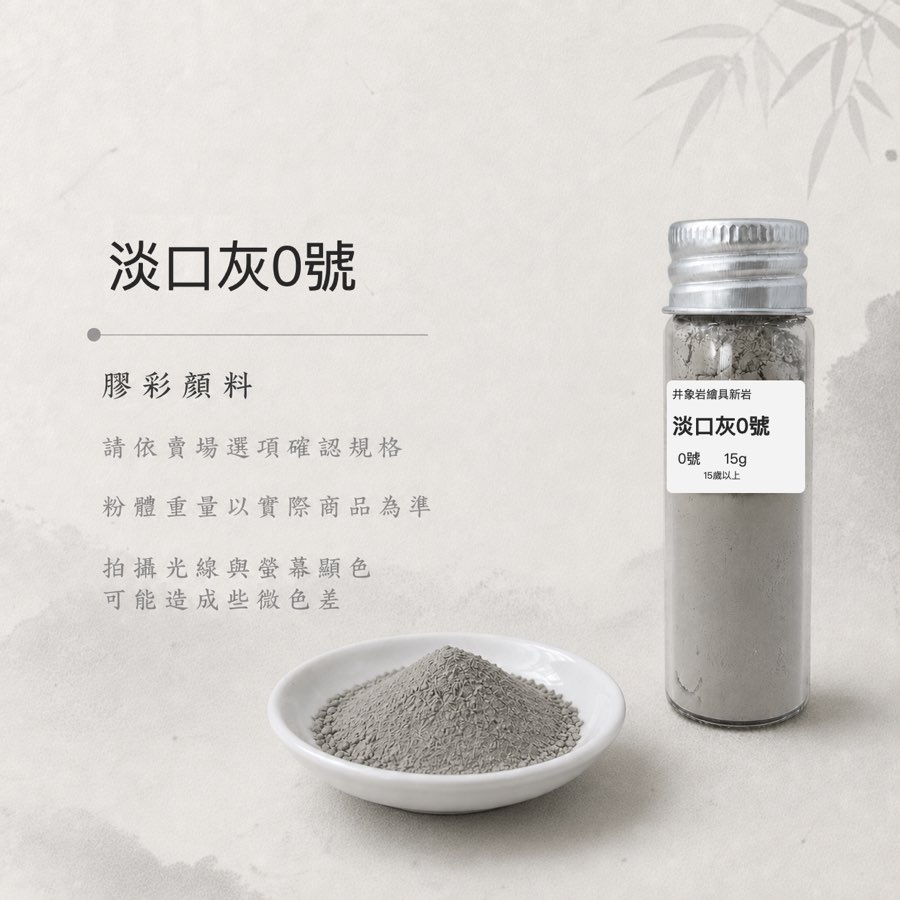 淡口灰0號
膠彩顏料
請依賣場選項確認規格
粉體重量以實際商品為準
拍攝光線與螢幕顯色
可能造成些微色差
井象岩繪具新岩
淡口灰0號
0號 15g
15歲以上